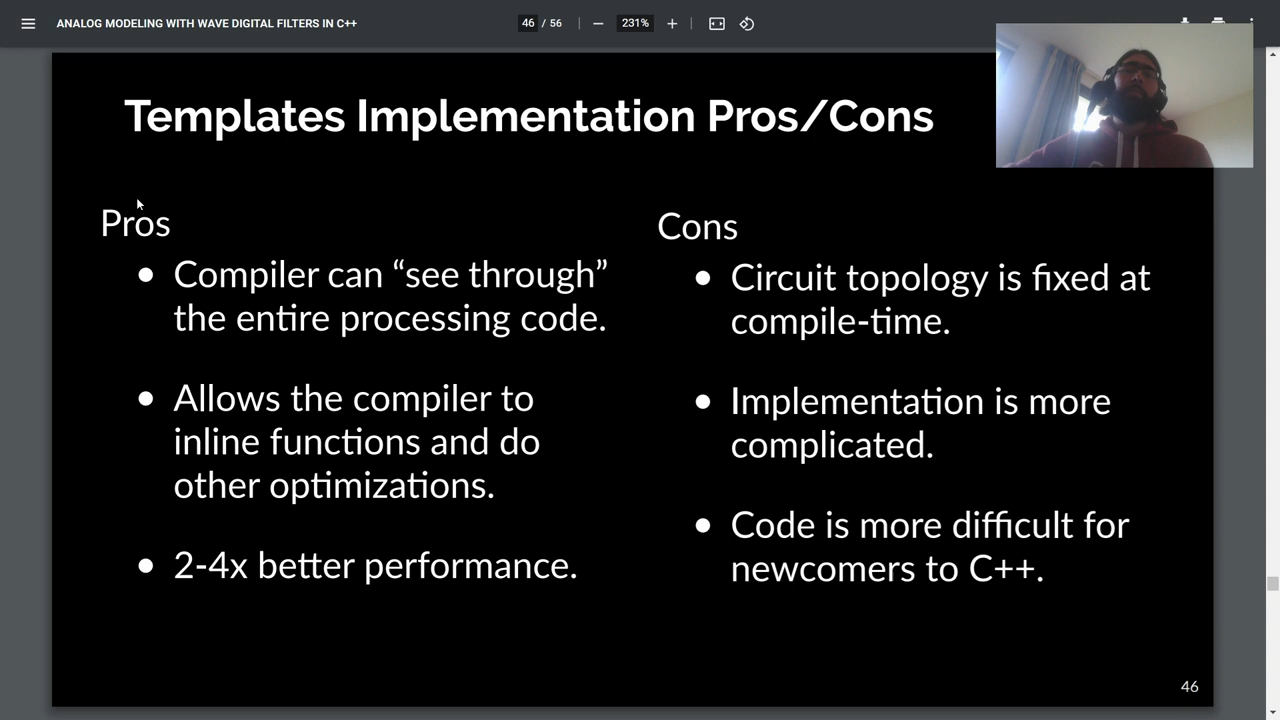 ANALOG MODELING WITH WAVE DIGITAL FILTERS IN C++
46 / 56
231%
Templates Implementation Pros/Cons
Pros
• Compiler can “see through”
the entire processing code.
• Allows the compiler to
inline functions and do
other optimizations.
• 2-4x better performance.
Cons
• Circuit topology is fixed at
compile-time.
• Implementation is more
complicated.
• Code is more difficult for
newcomers to C++.
46